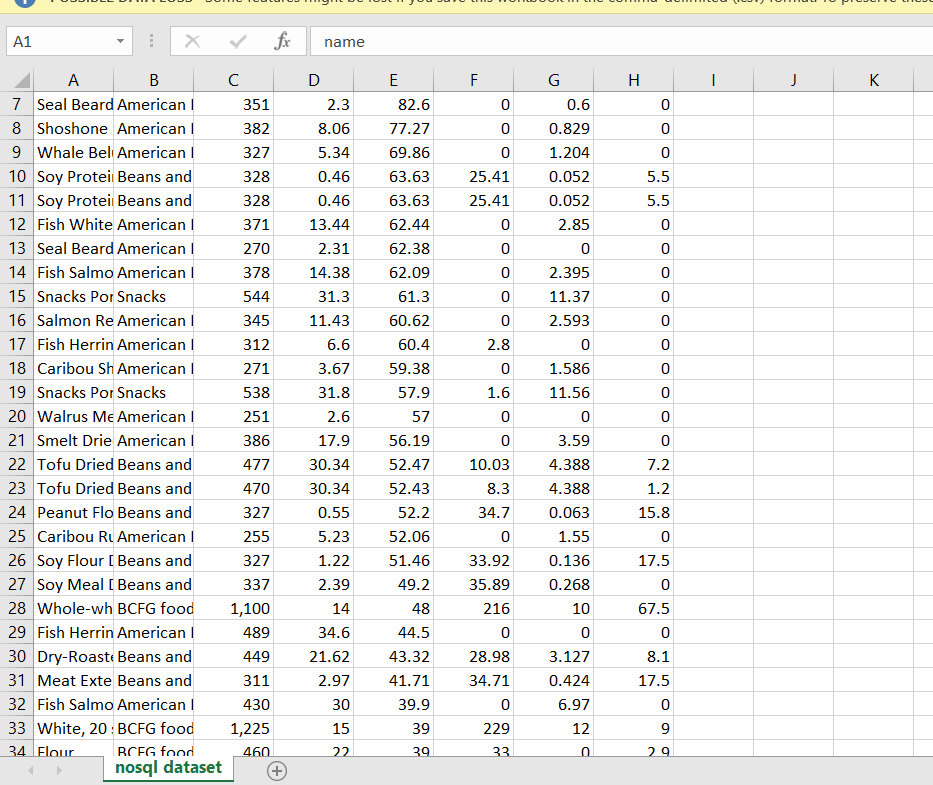 POSSIBLE DATA LOSS Some features might be lost if you save this workbook in the comma-delimited (.csv) format. To preserve these
A1 fx name
A B C D E F G H I J K
7 Seal Beard American I 351 2.3 82.6 0 0.6 0
8 Shoshone American I 382 8.06 77.27 0 0.829 0
9 Whale Bel American I 327 5.34 69.86 0 1.204 0
10 Soy Protei Beans and 328 0.46 63.63 25.41 0.052 5.5
11 Soy Protei Beans and 328 0.46 63.63 25.41 0.052 5.5
12 Fish White American I 371 13.44 62.44 0 2.85 0
13 Seal Beard American I 270 2.31 62.38 0 0 0
14 Fish Salmo American I 378 14.38 62.09 0 2.395 0
15 Snacks Por Snacks 544 31.3 61.3 0 11.37 0
16 Salmon Re American I 345 11.43 60.62 0 2.593 0
17 Fish Herrin American I 312 6.6 60.4 2.8 0 0
18 Caribou Sh American I 271 3.67 59.38 0 1.586 0
19 Snacks Por Snacks 538 31.8 57.9 1.6 11.56 0
20 Walrus Me American I 251 2.6 57 0 0 0
21 Smelt Drie American I 386 17.9 56.19 0 3.59 0
22 Tofu Dried Beans and 477 30.34 52.47 10.03 4.388 7.2
23 Tofu Dried Beans and 470 30.34 52.43 8.3 4.388 1.2
24 Peanut Flo Beans and 327 0.55 52.2 34.7 0.063 15.8
25 Caribou Ru American I 255 5.23 52.06 0 1.55 0
26 Soy Flour D Beans and 327 1.22 51.46 33.92 0.136 17.5
27 Soy Meal D Beans and 337 2.39 49.2 35.89 0.268 0
28 Whole-wh BCFG food 1,100 14 48 216 10 67.5
29 Fish Herrin American I 489 34.6 44.5 0 0 0
30 Dry-Roaste Beans and 449 21.62 43.32 28.98 3.127 8.1
31 Meat Exte Beans and 311 2.97 41.71 34.71 0.424 17.5
32 Fish Salmo American I 430 30 39.9 0 6.97 0
33 White, 20 BCFG food 1,225 15 39 229 12 9
34 Flour BCFG food 460 22 39 33 0 2.9
nosql dataset